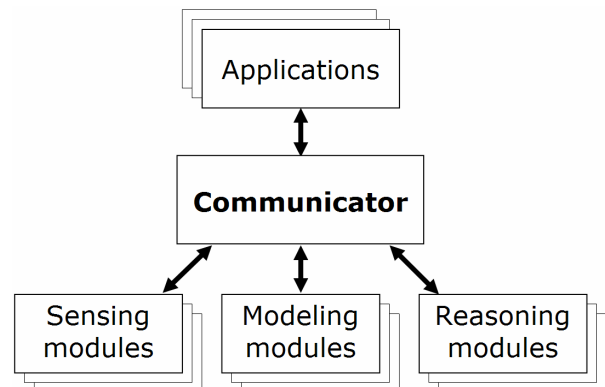 Applications
Communicator
Sensing
modules
Modeling
modules
Reasoning
modules